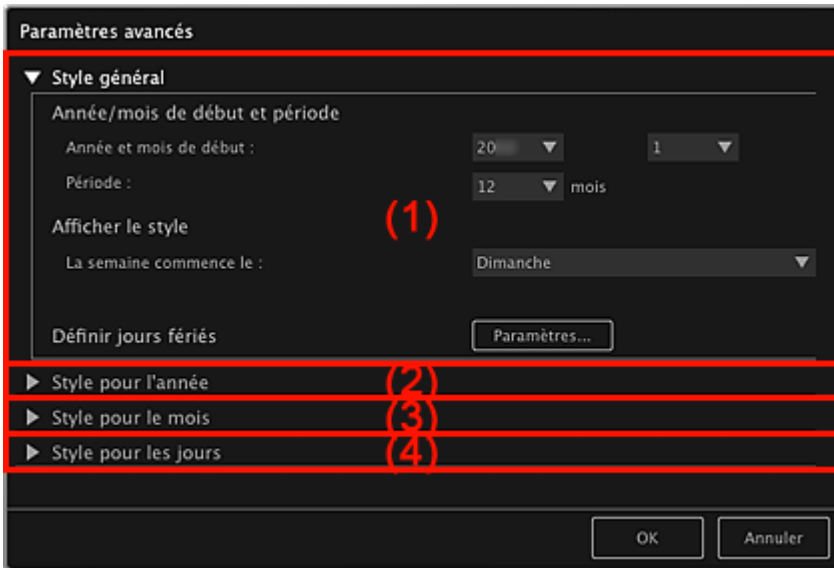 Paramètres avancés
Style général
Année/mois de début et période
Année et mois de début : 20 1
Période : 12 mois
(1)
Afficher le style
La semaine commence le : Dimanche
Définir jours fériés Paramètres...
Style pour l'année (2)
Style pour le mois (3)
Style pour les jours (4)
OK Annuler